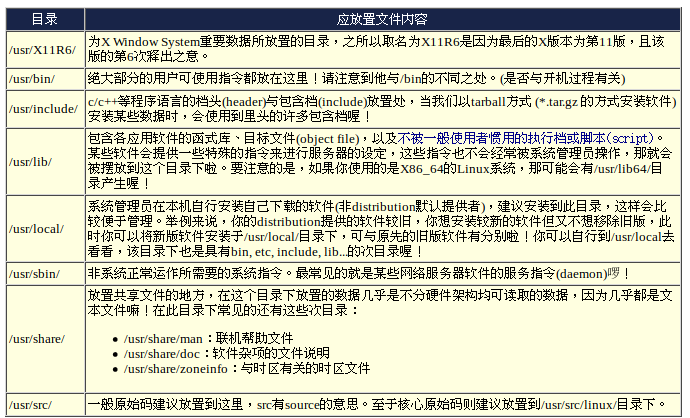 目录 应放置文件内容
/usr/X11R6/ 为X Window System重要数据所放置的目录，之所以取名为X11R6是因为最后的X版本为第11版，且该
版的第6次释出之意。
/usr/bin/ 绝大部分的用户可使用指令都放在这里！请注意到他与/bin的不同之处。(是否与开机过程有关)
/usr/include/ c/c++等程序语言的档头(header)与包含档(include)放置处，当我们以tarball方式 (*.tar.gz 的方式安装软件)
安装某些数据时，会使用到里头的许多包含档喔！
/usr/lib/ 包含各应用软件的函式库、目标文件(object file)，以及不被一般使用者惯用的执行档或脚本(script)。
某些软件会提供一些特殊的指令来进行服务器的设定，这些指令也不会经常被系统管理员操作，那就会
被摆放到这个目录下啦。要注意的是，如果你使用的是X86_64的Linux系统，那可能会有/usr/lib64/目
录产生喔！
/usr/local/ 系统管理员在本机自行安装自己下载的软件(非distribution默认提供者)，建议安装到此目录，这样会比
较便于管理。举例来说，你的distribution提供的软件较旧，你想安装较新的软件但又不想移除旧版，此
时你可以将新版软件安装于/usr/local/目录下，可与原先的旧版软件有分别啦！你可以自行到/usr/local去
看看，该目录下也是具有bin, etc, include, lib...的次目录喔！
/usr/sbin/ 非系统正常运作所需要的系统指令。最常见的就是某些网络服务器软件的服务指令(daemon)啰！
/usr/share/ 放置共享文件的地方，在这个目录下放置的数据几乎是不分硬件架构均可读取的数据，因为几乎都是文
本文件嘛！在此目录下常见的还有这些次目录：
• /usr/share/man：联机帮助文件
• /usr/share/doc：软件杂项的文件说明
• /usr/share/zoneinfo：与时区有关的时区文件
/usr/src/ 一般原始码建议放置到这里，src有source的意思。至于核心原始码则建议放置到/usr/src/linux/目录下。